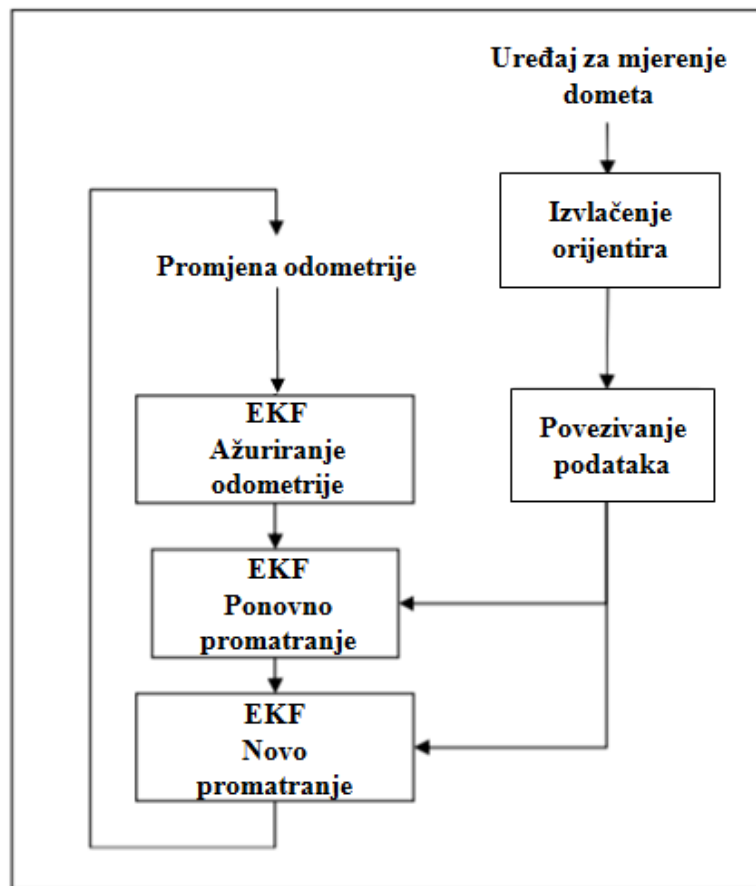 Uređaj za mjerenje
dometa
Izvlačenje
orijentira
Promjena odometrije
EKF
Ažuriranje
odometrije
Povezivanje
podataka
EKF
Ponovno
promatranje
EKF
Novo
promatranje